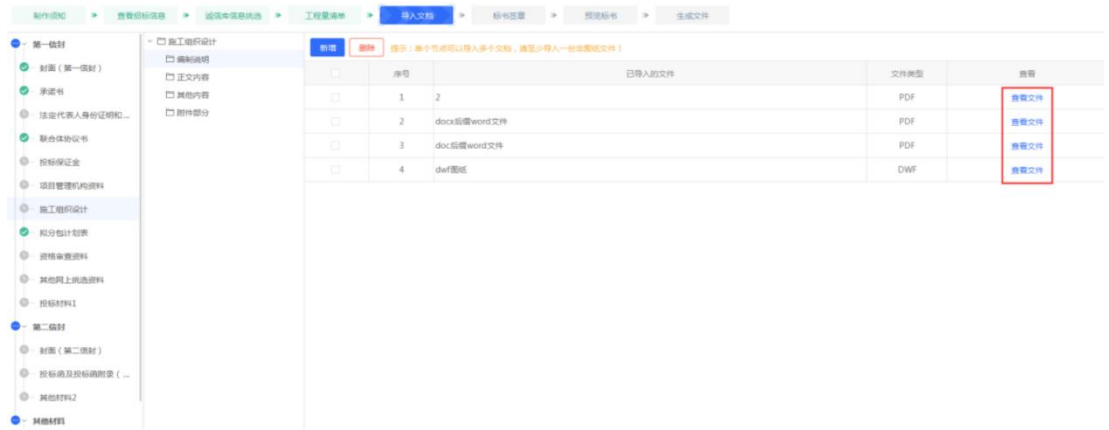 制作须知 查看招标信息 诚信库信息挑选 工程量清单 导入文档 标书签章 预览标书 生成文件
第一信封
封面(第一信封)
承诺书
法定代表人身份证明和...
联合体协议书
投标保证金
项目管理机构资料
施工组织设计
拟分包计划表
资格审查资料
其他网上挑选资料
投标材料1
第二信封
封面(第二信封)
投标函及投标函附录(...
其他材料2
其他材料
施工组织设计
编制说明
正文内容
其他内容
附件部分
新增 删除 提示:单个节点可以导入多个文档,请至少导入一份非图纸文件!
序号 已导入的文件 文件类型 查看
1 2 PDF 查看文件
2 docx后缀word文件 PDF 查看文件
3 doc后缀word文件 PDF 查看文件
4 dwf图纸 DWF 查看文件